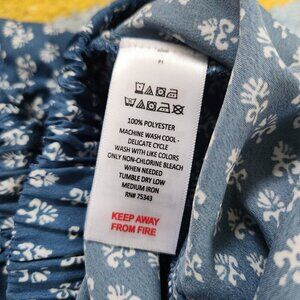 100% POLYESTER
MACHINE WASH COOL -
DELICATE CYCLE
WASH WITH LIKE COLORS
ONLY NON-CHLORINE BLEACH
WHEN NEEDED
TUMBLE DRY LOW
MEDIUM IRON
RN# 75343
KEEP AWAY
FROM FIRE